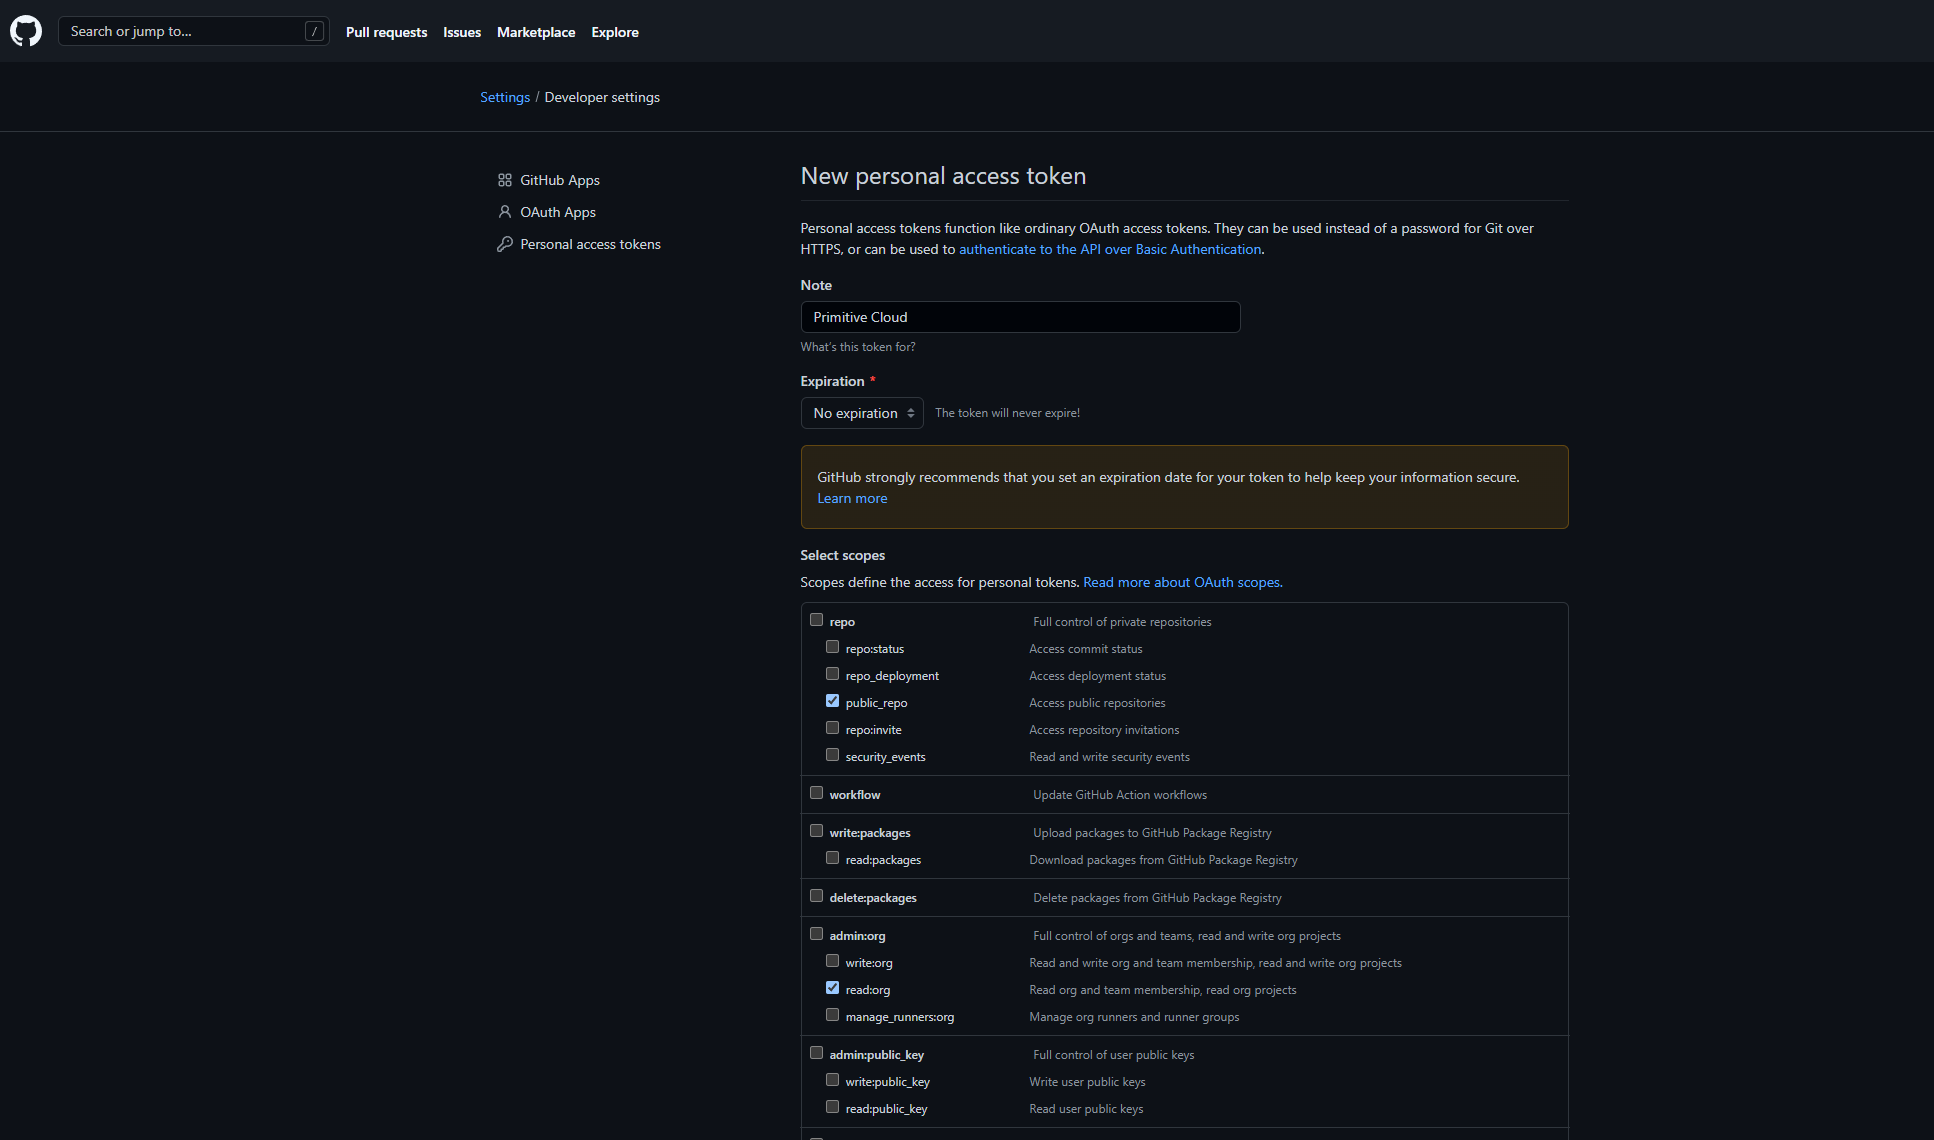 Search or jump to...
/
Pull requests
Issues
Marketplace
Explore
Settings / Developer settings
GitHub Apps
OAuth Apps
Personal access tokens
New personal access token
Personal access tokens function like ordinary OAuth access tokens. They can be used instead of a password for Git over
HTTPS, or can be used to authenticate to the API over Basic Authentication.
Note
Primitive Cloud
What's this token for?
Expiration *
No expiration
The token will never expire!
GitHub strongly recommends that you set an expiration date for your token to help keep your information secure.
Learn more
Select scopes
Scopes define the access for personal tokens. Read more about OAuth scopes.
repo Full control of private repositories
repo:status Access commit status
repo_deployment Access deployment status
public_repo Access public repositories
repo:invite Access repository invitations
security_events Read and write security events
workflow Update GitHub Action workflows
write:packages Upload packages to GitHub Package Registry
read:packages Download packages from GitHub Package Registry
delete:packages Delete packages from GitHub Package Registry
admin:org Full control of orgs and teams, read and write org projects
write:org Read and write org and team membership, read and write org projects
read:org Read org and team membership, read org projects
manage_runners:org Manage org runners and runner groups
admin:public_key Full control of user public keys
write:public_key Write user public keys
read:public_key Read user public keys